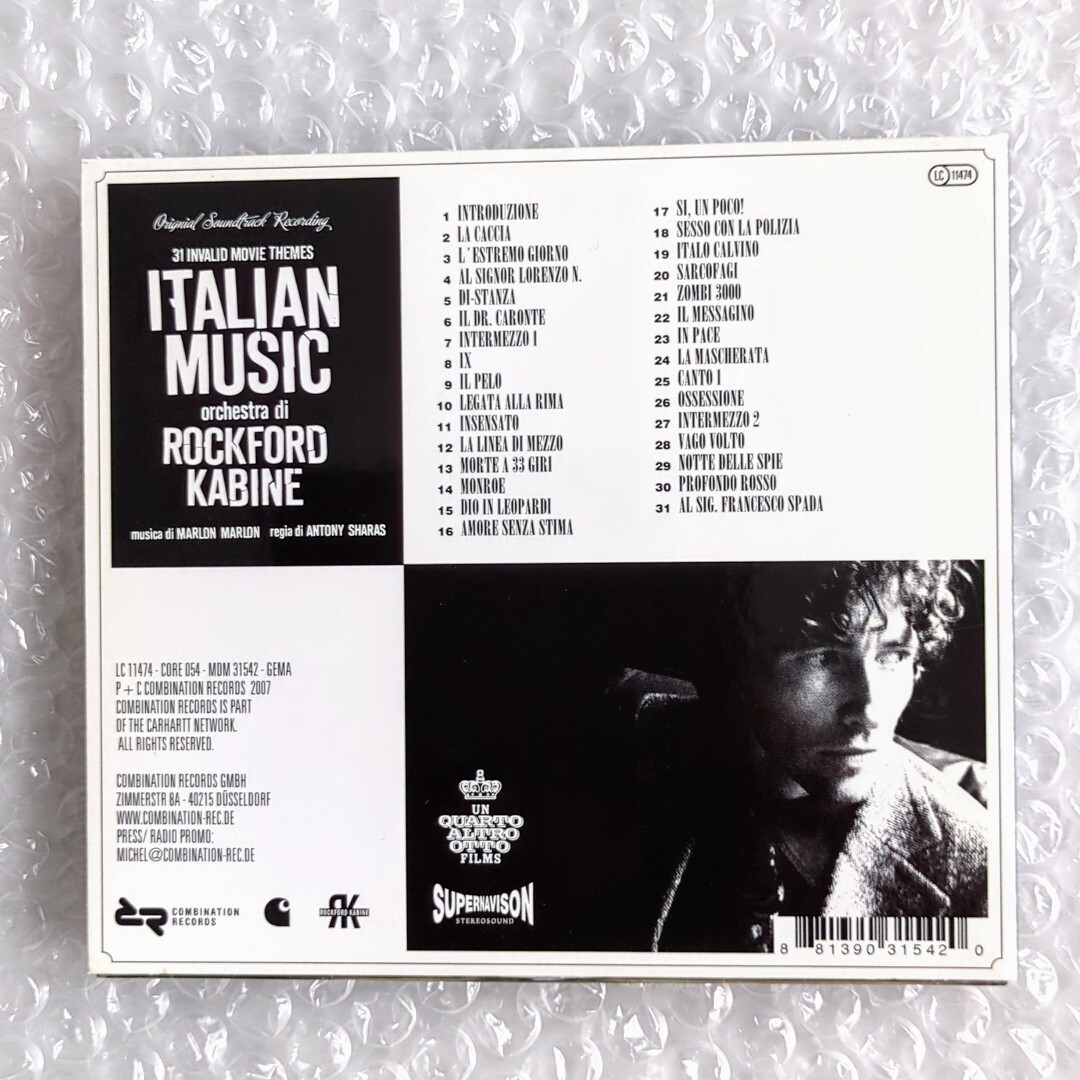 LC 11474
Orignial Soundtrack Recording
31 INVALID MOVIE THEMES
ITALIAN
MUSIC
orchestra di
ROCKFORD
KABINE
musica di MARLON MARLON regia di ANTONY SHARAS
1 INTRODUZIONE
2 LA CACCIA
3 L'ESTREMO GIORNO
4 AL SIGNOR LORENZO N.
5 DI-STANZA
6 IL DR. CARONTE
7 INTERMEZZO 1
8 IX
9 IL PELO
10 LEGATA ALLA RIMA
11 INSENSATO
12 LA LINEA DI MEZZO
13 MORTE A 33 GIRI
14 MONROE
15 DIO IN LEOPARDI
16 AMORE SENZA STIMA
17 SI, UN POCO!
18 SESSO CON LA POLIZIA
19 ITALO CALVINO
20 SARCOFAGI
21 ZOMBI 3000
22 IL MESSAGINO
23 IN PACE
24 LA MASCHERATA
25 CANTO 1
26 OSSESSIONE
27 INTERMEZZO 2
28 VAGO VOLTO
29 NOTTE DELLE SPIE
30 PROFONDO ROSSO
31 AL SIG. FRANCESCO SPADA
LC 11474 - CORE 054 - MDM 31542 - GEMA
P + C COMBINATION RECORDS 2007
COMBINATION RECORDS IS PART
OF THE CARHARTT NETWORK.
ALL RIGHTS RESERVED.
COMBINATION RECORDS GMBH
ZIMMERSTR 8A - 40215 DÜSSELDORF
WWW.COMBINATION-REC.DE
PRESS/ RADIO PROMO:
MICHEL@COMBINATION-REC.DE
COMBINATION
RECORDS
RK
ROCKFORD KABINE
UN
QUARTO
ALTRO
OTTO
FILMS
SUPERNAVISON
STEREOSOUND
8 81390 31542 0